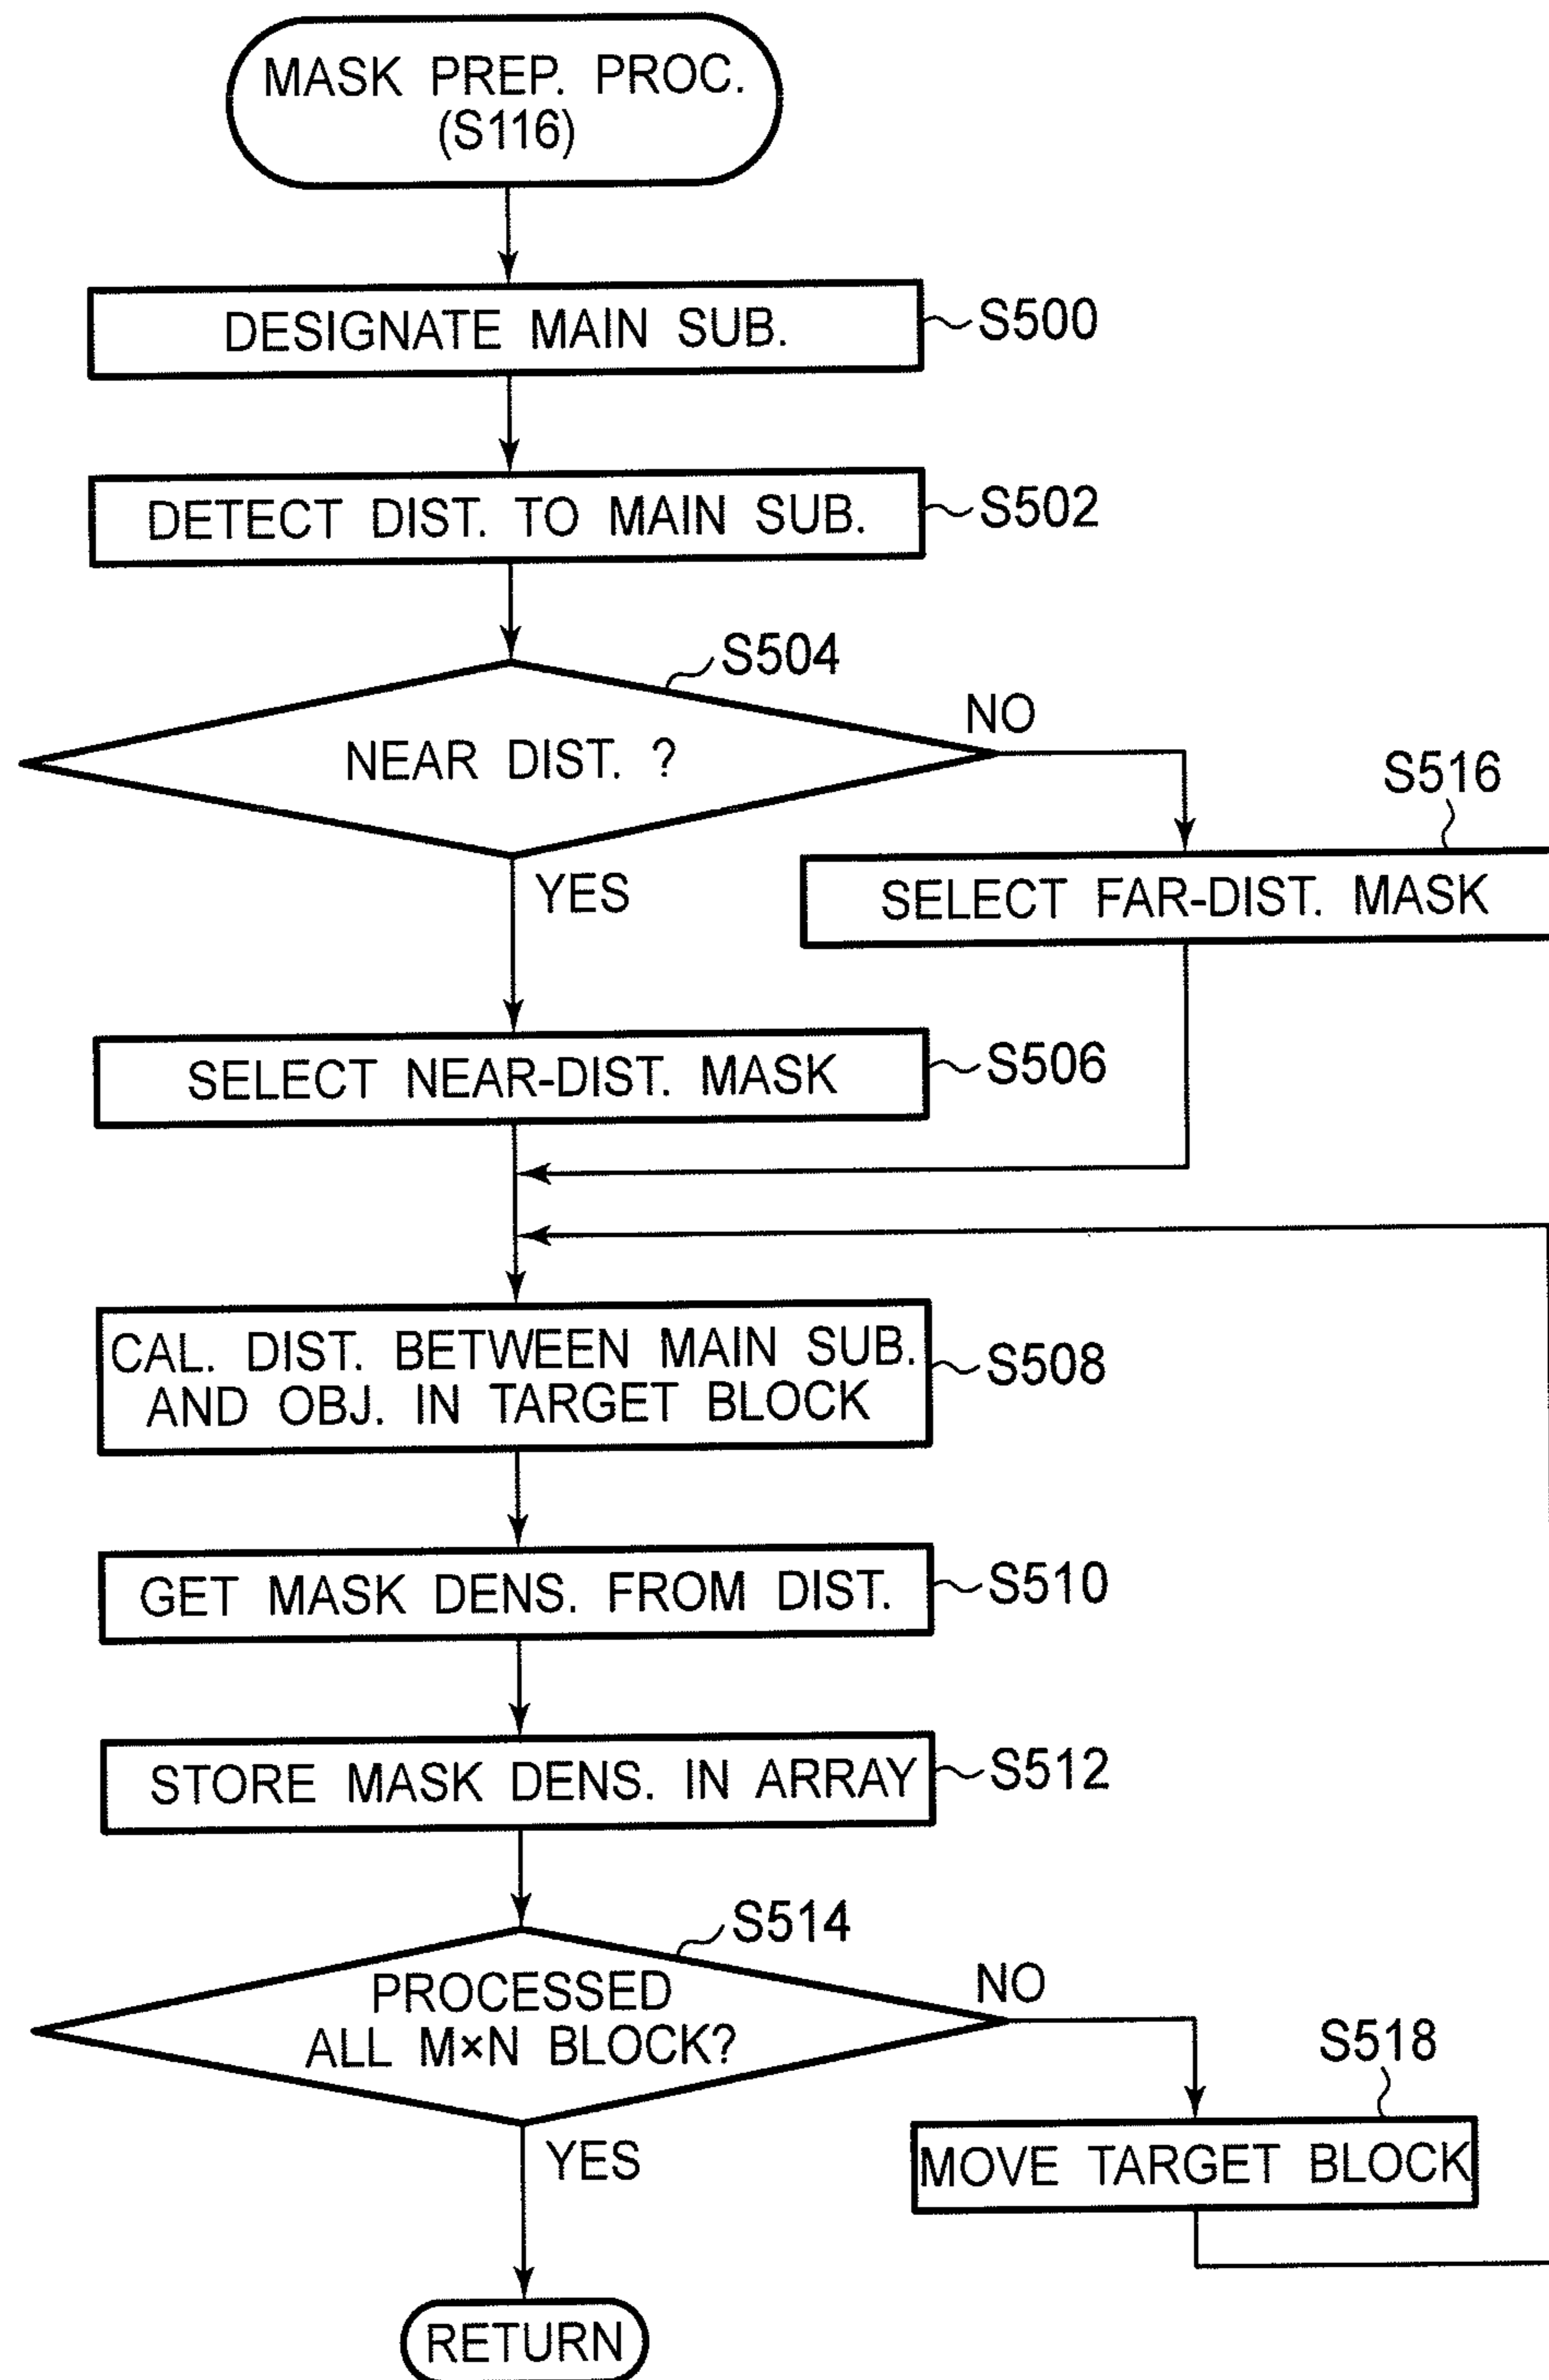 MASK PREP. PROC.
(S116)
DESIGNATE MAIN SUB.
S500
DETECT DIST. TO MAIN SUB.
S502
S504
NEAR DIST. ?
NO
YES
S516
SELECT FAR-DIST. MASK
SELECT NEAR-DIST. MASK
S506
CAL. DIST. BETWEEN MAIN SUB.
AND OBJ. IN TARGET BLOCK
S508
GET MASK DENS. FROM DIST.
S510
STORE MASK DENS. IN ARRAY
S512
S514
PROCESSED
ALL M×N BLOCK?
NO
YES
S518
MOVE TARGET BLOCK
RETURN